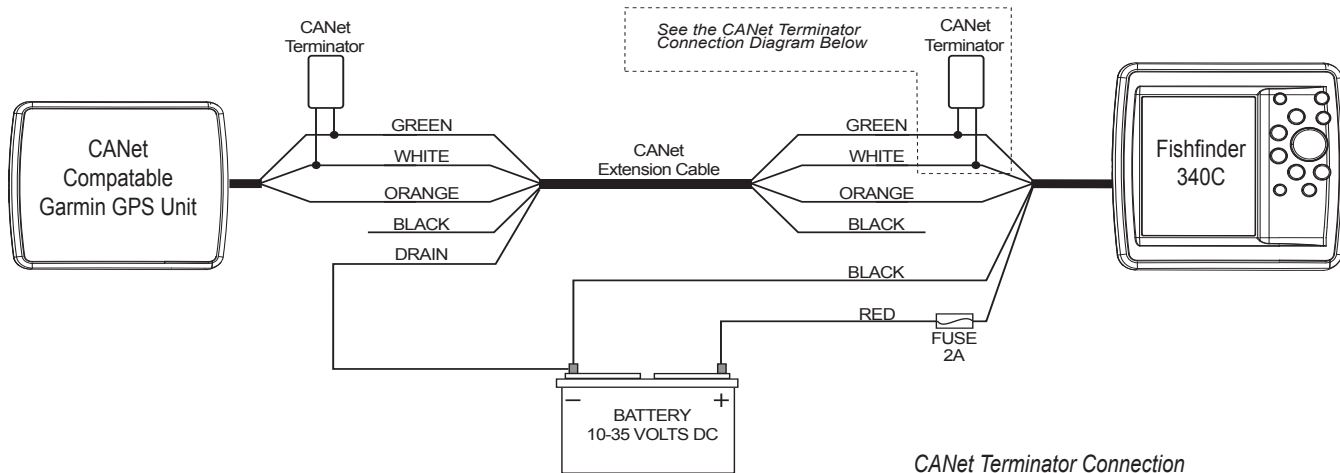 CANet
Terminator
See the CANet Terminator
Connection Diagram Below
CANet
Terminator
CANet
Compatable
Garmin GPS Unit
GREEN
WHITE
ORANGE
BLACK
DRAIN
CANet
Extension Cable
GREEN
WHITE
ORANGE
BLACK
BLACK
RED
FUSE
2A
Fishfinder
340C
– +
BATTERY
10-35 VOLTS DC
CANet Terminator Connection